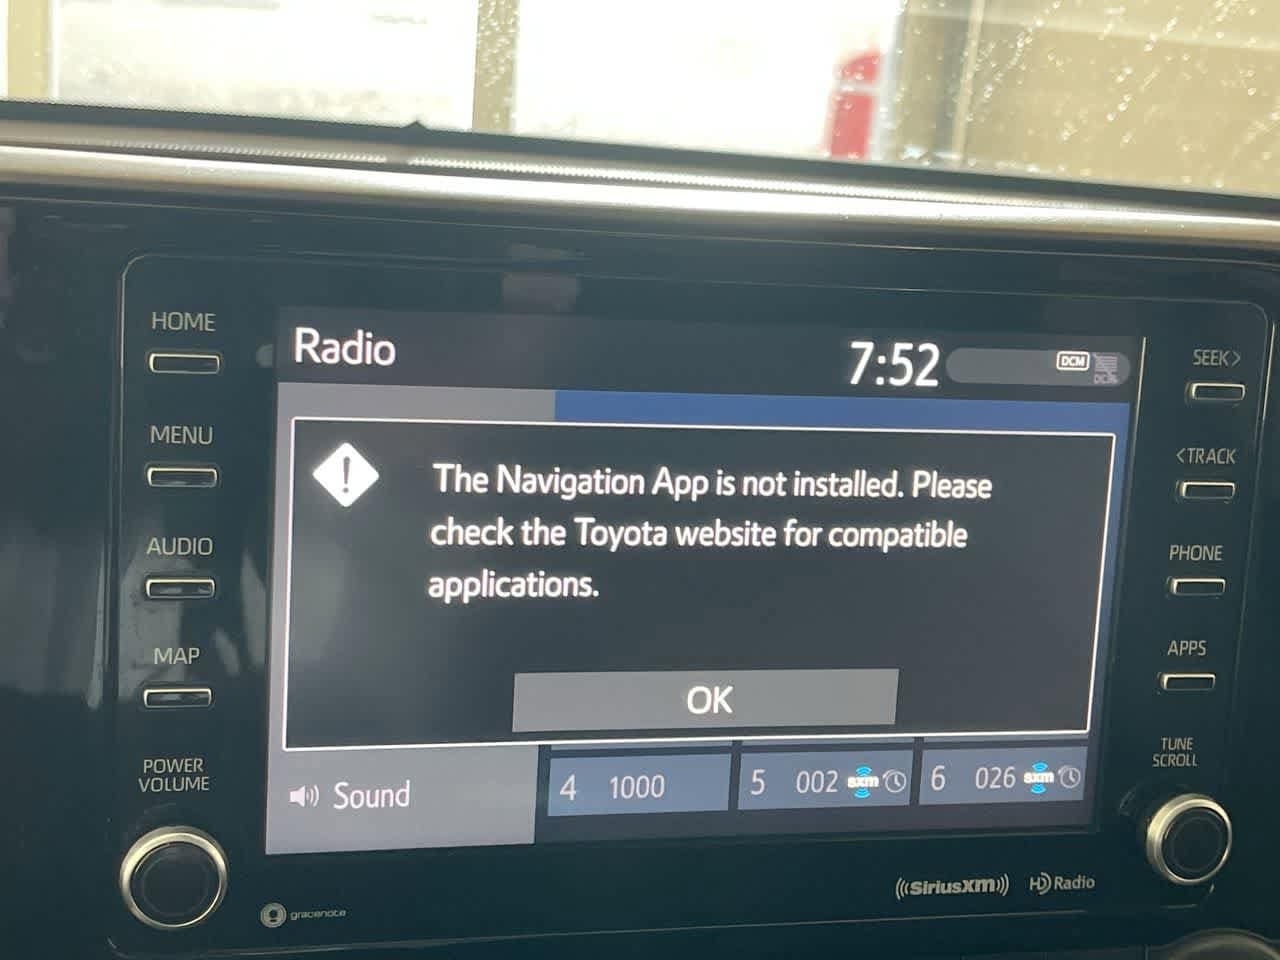 HOME
Radio
7:52
DCM
SEEK>
MENU
The Navigation App is not installed. Please
check the Toyota website for compatible
applications.
<TRACK
AUDIO
PHONE
MAP
APPS
OK
POWER
VOLUME
TUNE
SCROLL
Sound
4 1000
5 002 sxm
6 026 sxm
gracenote
((SiriusXM))
HD Radio